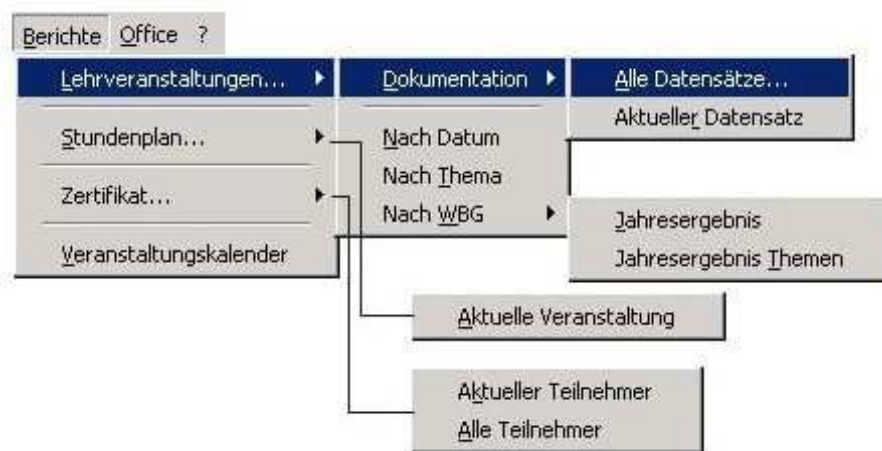 Berichte Office ?
Lehrveranstaltungen...
Stundenplan...
Zertifikat...
Veranstaltungskalender
Dokumentation
Nach Datum
Nach Thema
Nach WBG
Alle Datensätze...
Aktueller Datensatz
Jahresergebnis
Jahresergebnis Themen
Aktuelle Veranstaltung
Aktueller Teilnehmer
Alle Teilnehmer